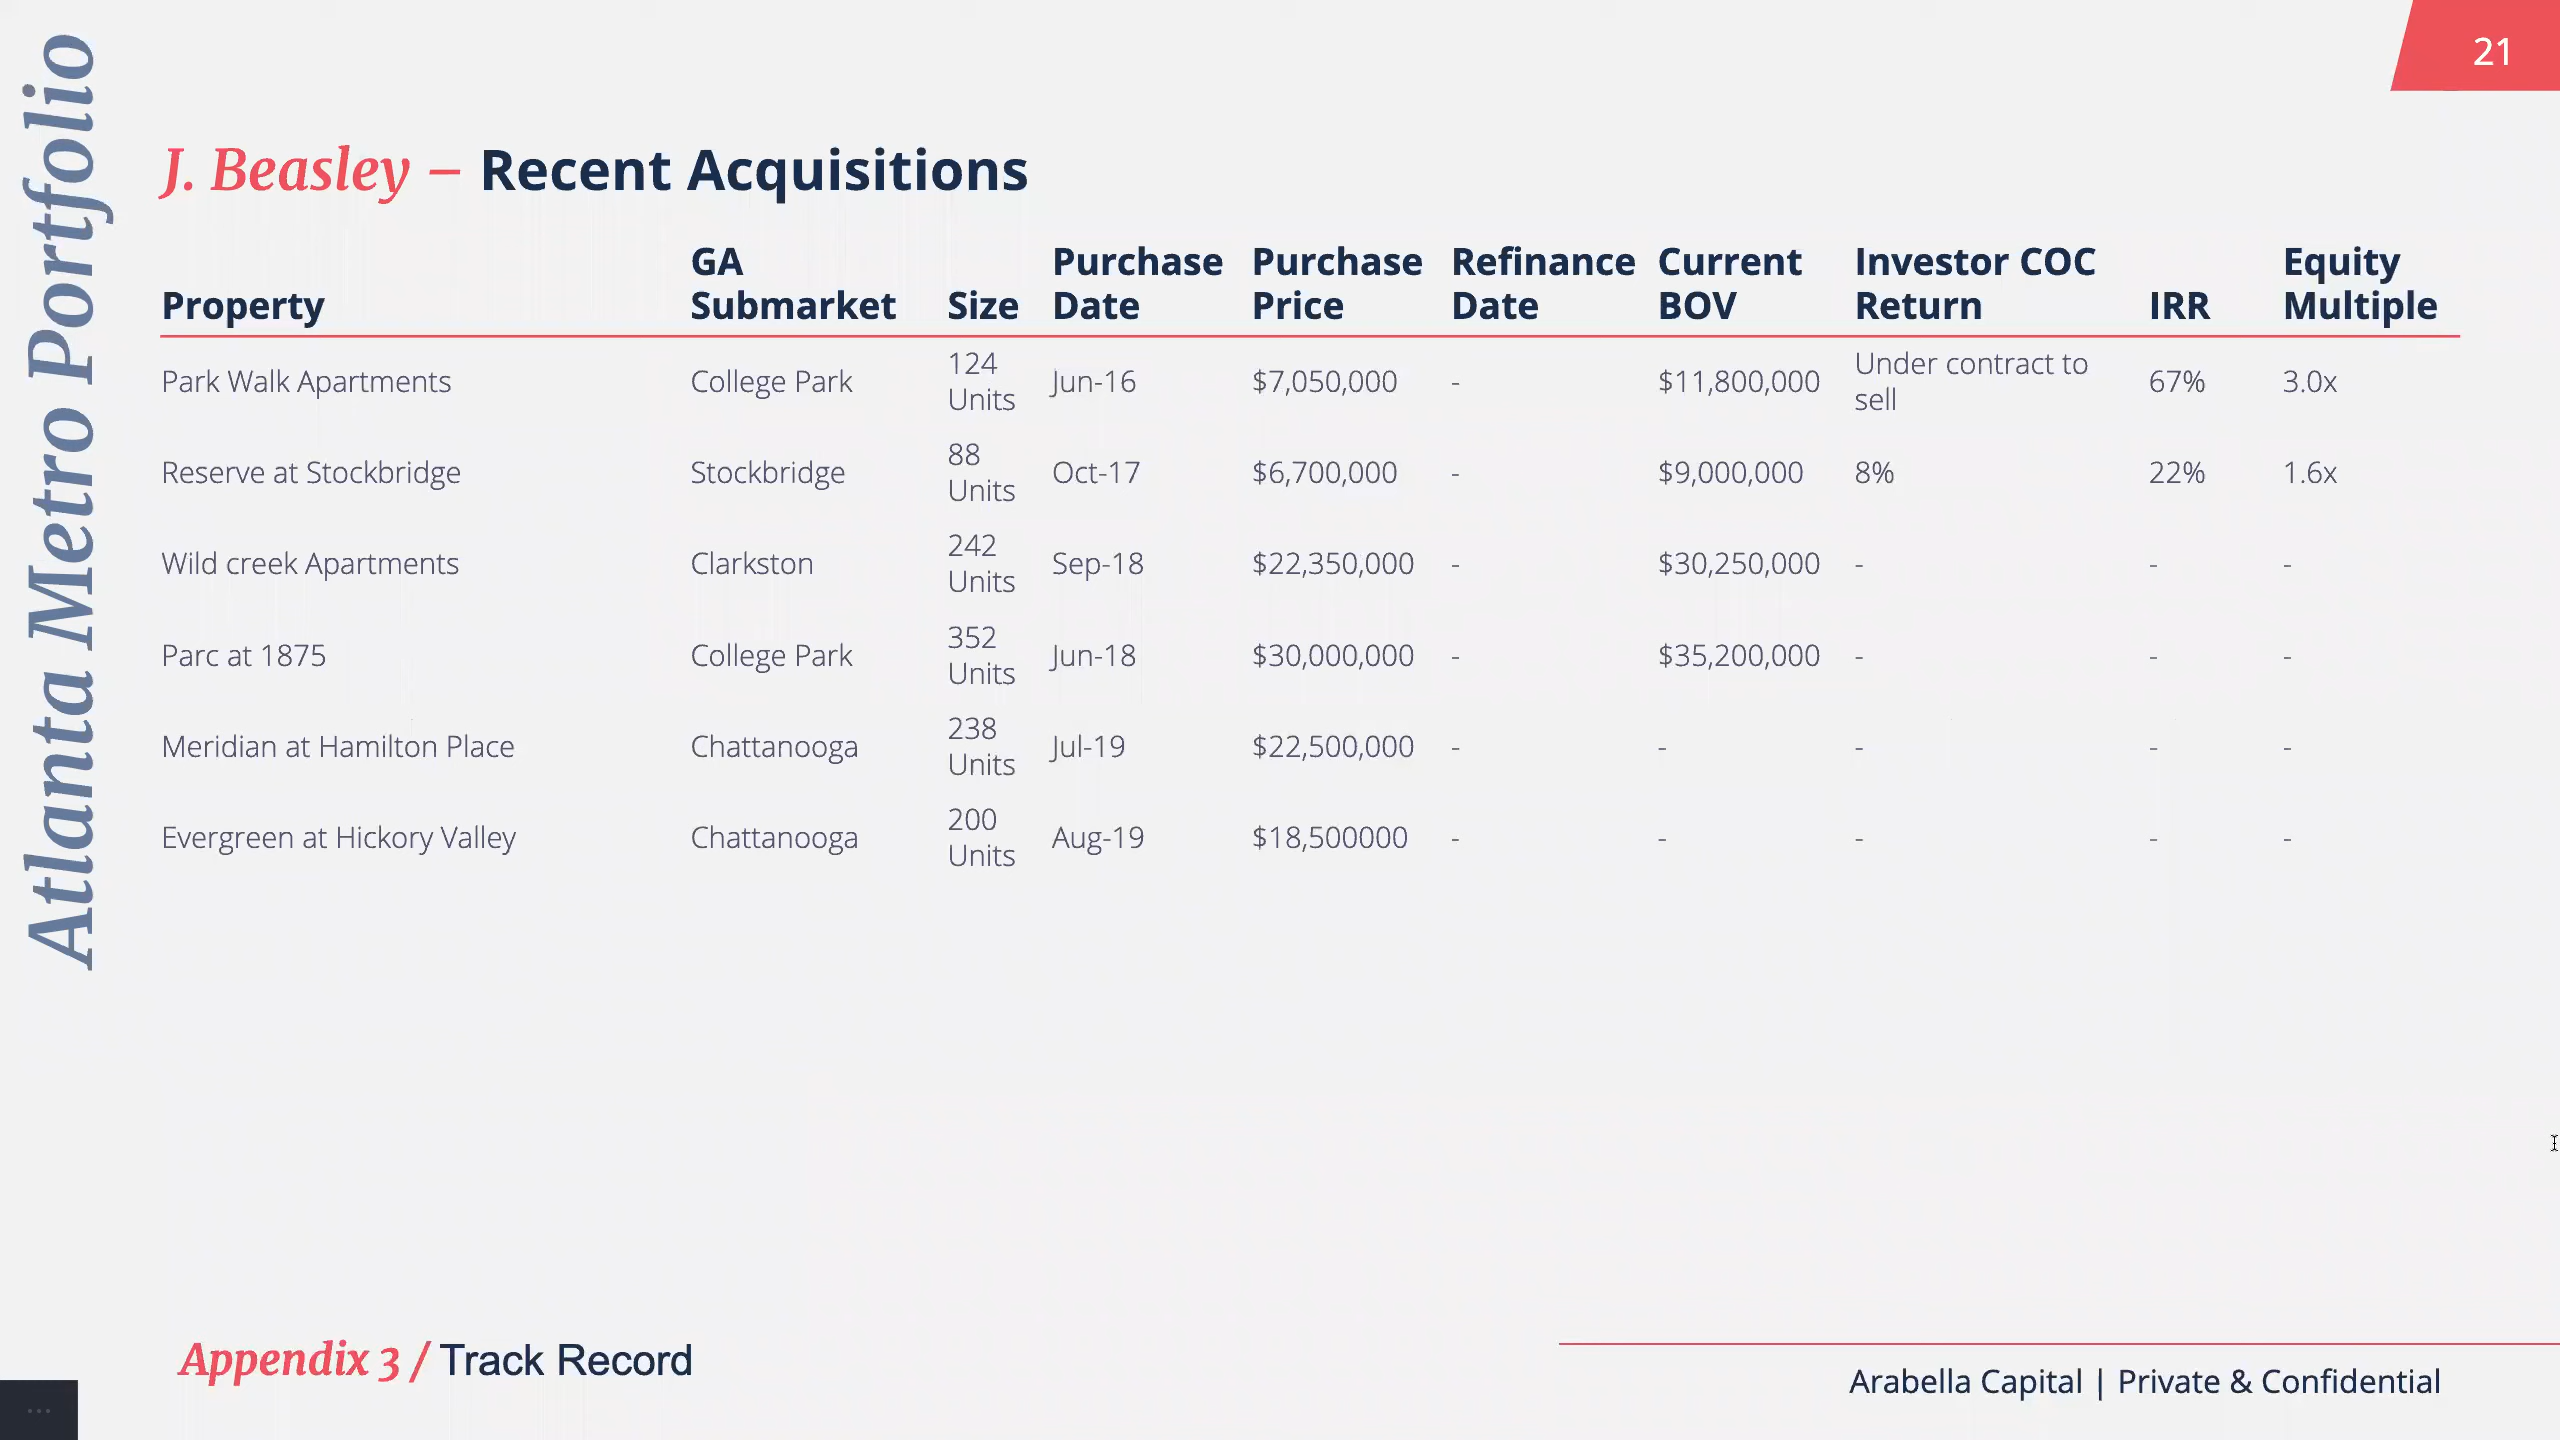 21
Atlanta Metro Portfolio
J. Beasley – Recent Acquisitions
Property GA Submarket Size Purchase Date Purchase Price Refinance Date Current BOV Investor COC Return IRR Equity Multiple
Park Walk Apartments College Park 124 Units Jun-16 $7,050,000 - $11,800,000 Under contract to sell 67% 3.0x
Reserve at Stockbridge Stockbridge 88 Units Oct-17 $6,700,000 - $9,000,000 8% 22% 1.6x
Wild creek Apartments Clarkston 242 Units Sep-18 $22,350,000 - $30,250,000 - - -
Parc at 1875 College Park 352 Units Jun-18 $30,000,000 - $35,200,000 - - -
Meridian at Hamilton Place Chattanooga 238 Units Jul-19 $22,500,000 - - - - -
Evergreen at Hickory Valley Chattanooga 200 Units Aug-19 $18,500000 - - - - -
Appendix 3 / Track Record
Arabella Capital | Private & Confidential